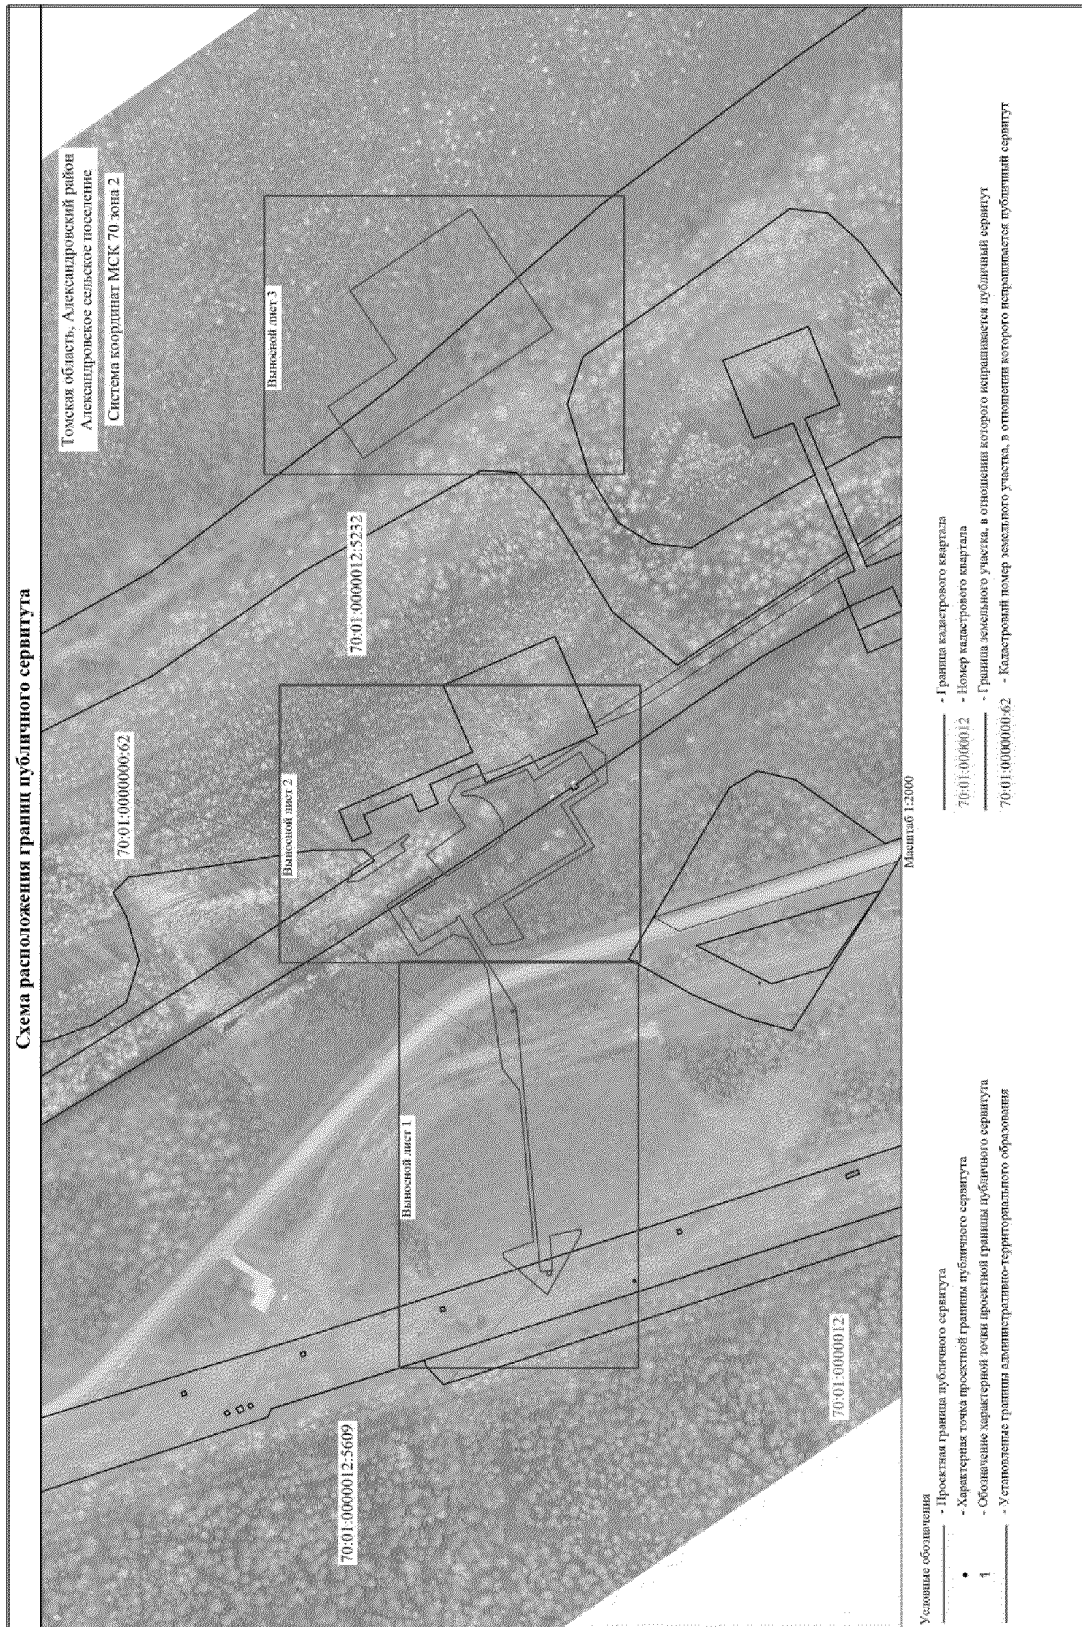 Схема расположения границ публичного сервитута
Томская область, Александровский район
Александровское сельское поселение
Система координат МСК 70 зона 2
Выносной лист 3
70:01:0000012:5232
70:01:0000000:62
Выносной лист 2
Выносной лист 1
70:01:0000012:5609
70:01:0000012
Масштаб 1:2000
Условные обозначения
- Проектная граница публичного сервитута
- Характерная точка проектной границы публичного сервитута
1 - Обозначение характерной точки проектной границы публичного сервитута
- Установленые границы административно-территориального образования
- Граница кадастрового квартала
70:01:0000012 - Номер кадастрового квартала
- Граница земельного участка, в отношении которого испрашивается публичный сервитут
70:01:0000000:62 - Кадастровый номер земельного участка, в отношении которого испрашивается публичный сервитут